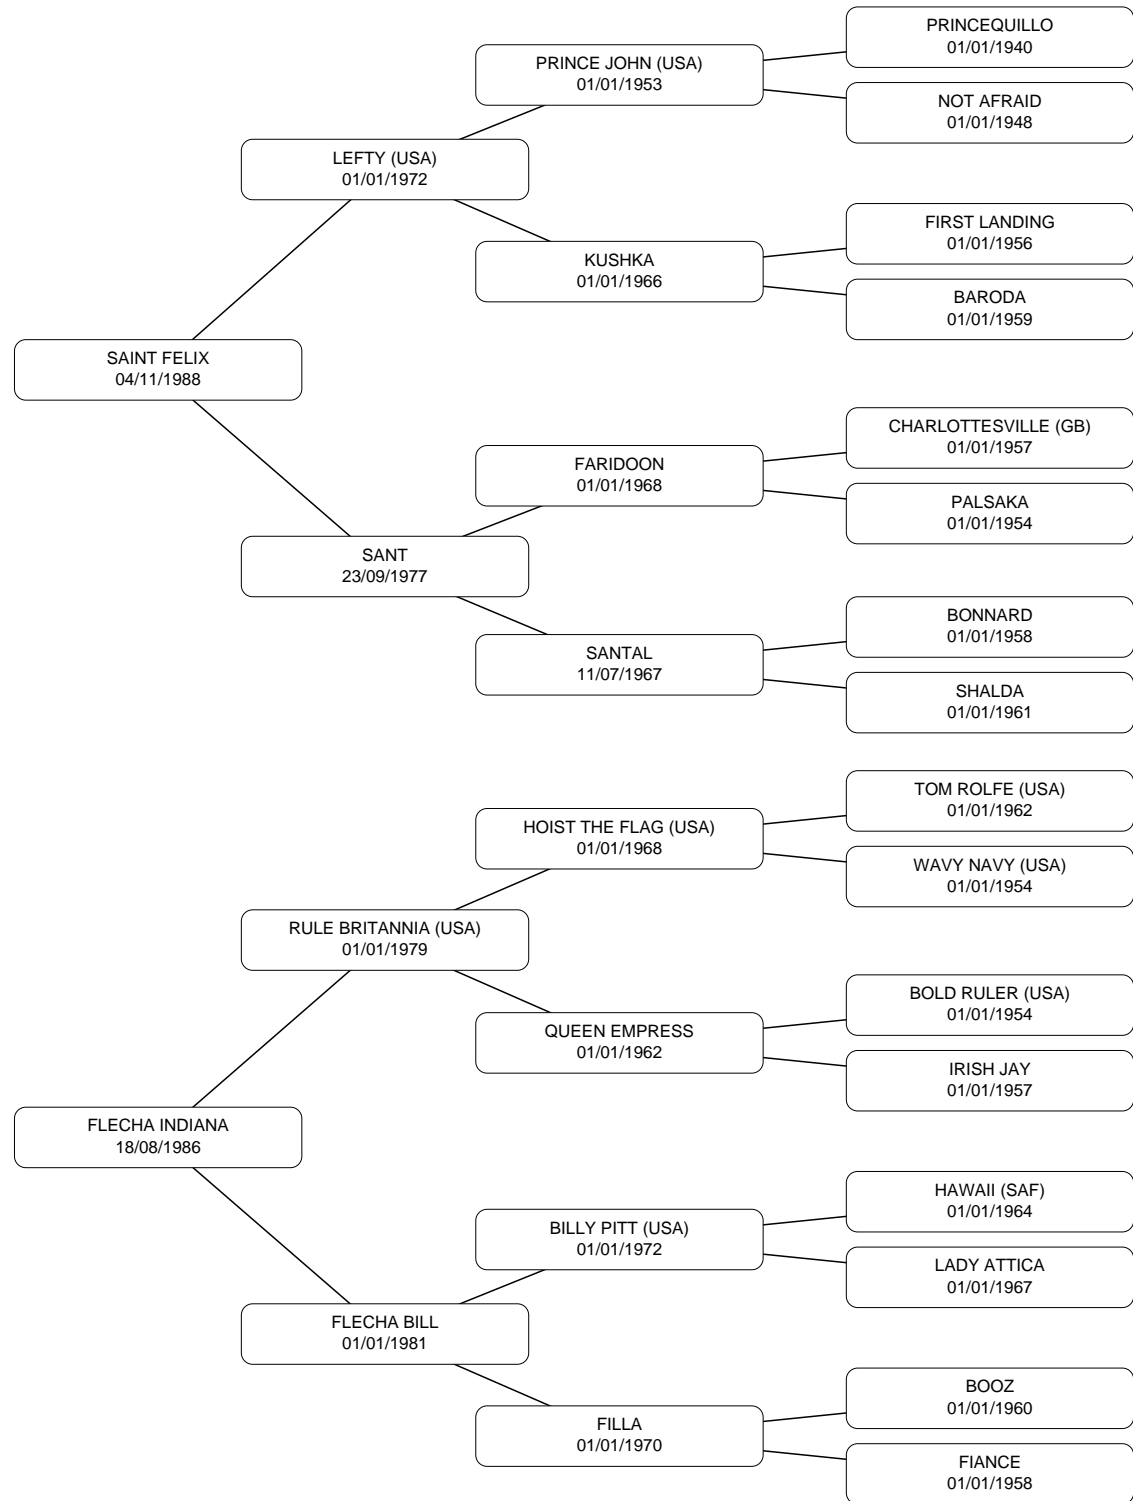 PRINCEQUILLO
01/01/1940
PRINCE JOHN (USA)
01/01/1953
NOT AFRAID
01/01/1948
LEFTY (USA)
01/01/1972
FIRST LANDING
01/01/1956
KUSHKA
01/01/1966
BARODA
01/01/1959
SAINT FELIX
04/11/1988
CHARLOTTESVILLE (GB)
01/01/1957
FARIDOON
01/01/1968
PALSAKA
01/01/1954
SANT
23/09/1977
BONNARD
01/01/1958
SANTAL
11/07/1967
SHALDA
01/01/1961
TOM ROLFE (USA)
01/01/1962
HOIST THE FLAG (USA)
01/01/1968
WAVY NAVY (USA)
01/01/1954
RULE BRITANNIA (USA)
01/01/1979
BOLD RULER (USA)
01/01/1954
QUEEN EMPRESS
01/01/1962
IRISH JAY
01/01/1957
FLECHA INDIANA
18/08/1986
HAWAII (SAF)
01/01/1964
BILLY PITT (USA)
01/01/1972
LADY ATTICA
01/01/1967
FLECHA BILL
01/01/1981
BOOZ
01/01/1960
FILLA
01/01/1970
FIANCE
01/01/1958